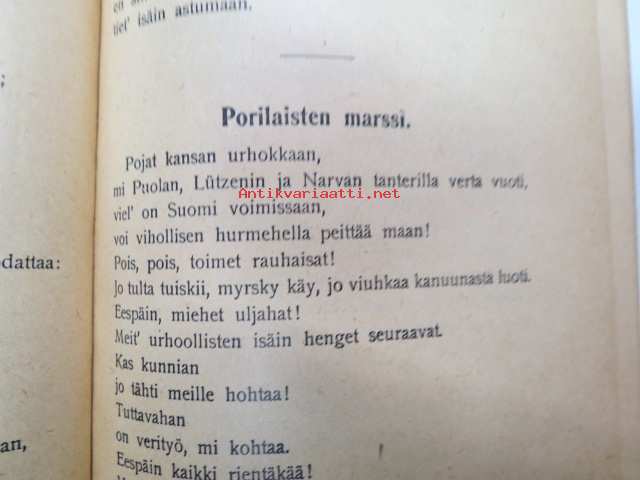 tiel' isäin astumaan.
;
Porilaisten marssi.
Pojat kansan urhokkaan,
mi Puolan, Lützenin ja Narvan tanterilla verta vuoti,
Antikvariaatti.net
viel' on Suomi voimissaan,
voi vihollisen hurmehella peittää maan!
Pois, pois, toimet rauhaisat!
Jo tulta tuiskii, myrsky käy, jo viuhkaa kanuunasta luoti.
Eespäin, miehet uljahat!
Meit' urhoollisten isäin henget seuraavat.
Kas kunnian
jo tähti meille hohtaa!
Tuttavahan
on verityö, mi kohtaa.
Eespäin kaikki rientäkää!
odattaa:
an,